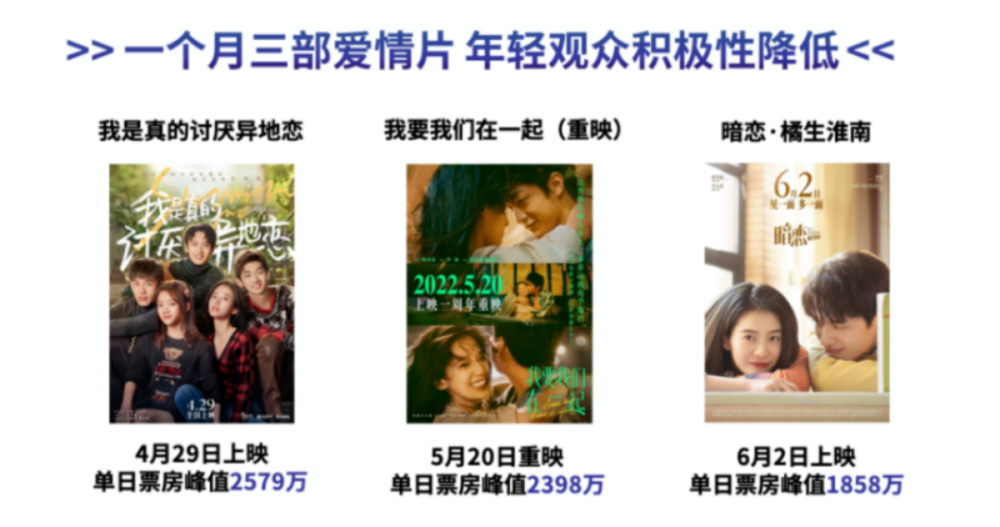 >> 一个月三部爱情片 年轻观众积极性降低 <<
我是真的讨厌异地恋
我要我们在一起（重映）
暗恋·橘生淮南
我是真的
讨厌异地恋
4.29
全国上映
2022.5.20
上映一周年重映
我要我们
在一起
6月2日
见一面 多一面
暗恋
4月29日上映
单日票房峰值2579万
5月20日重映
单日票房峰值2398万
6月2日上映
单日票房峰值1858万